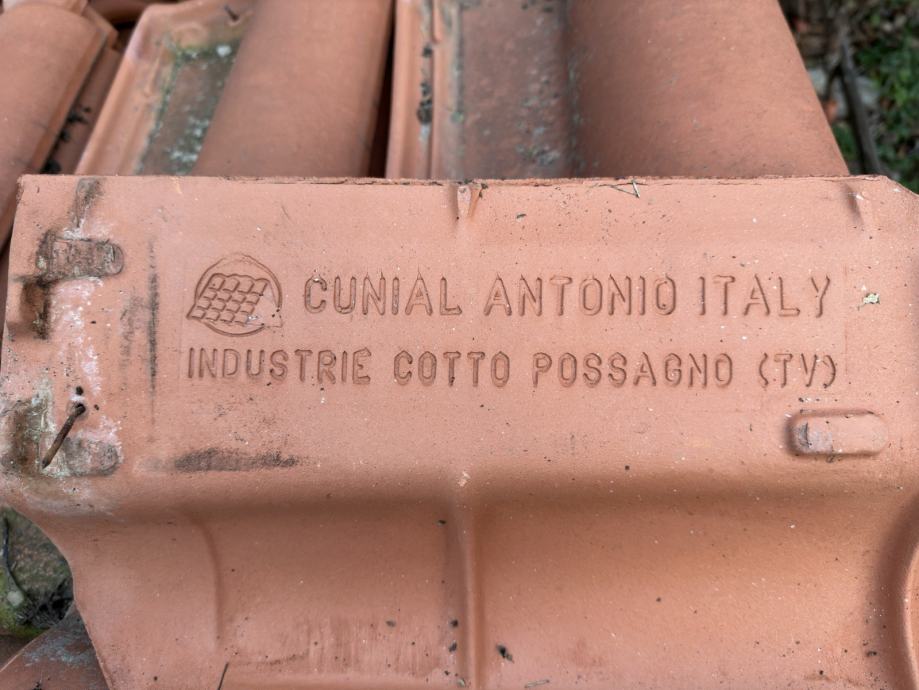 CUNIAL ANTONIO ITALY
INDUSTRIE COTTO POSSAGNO (TV)